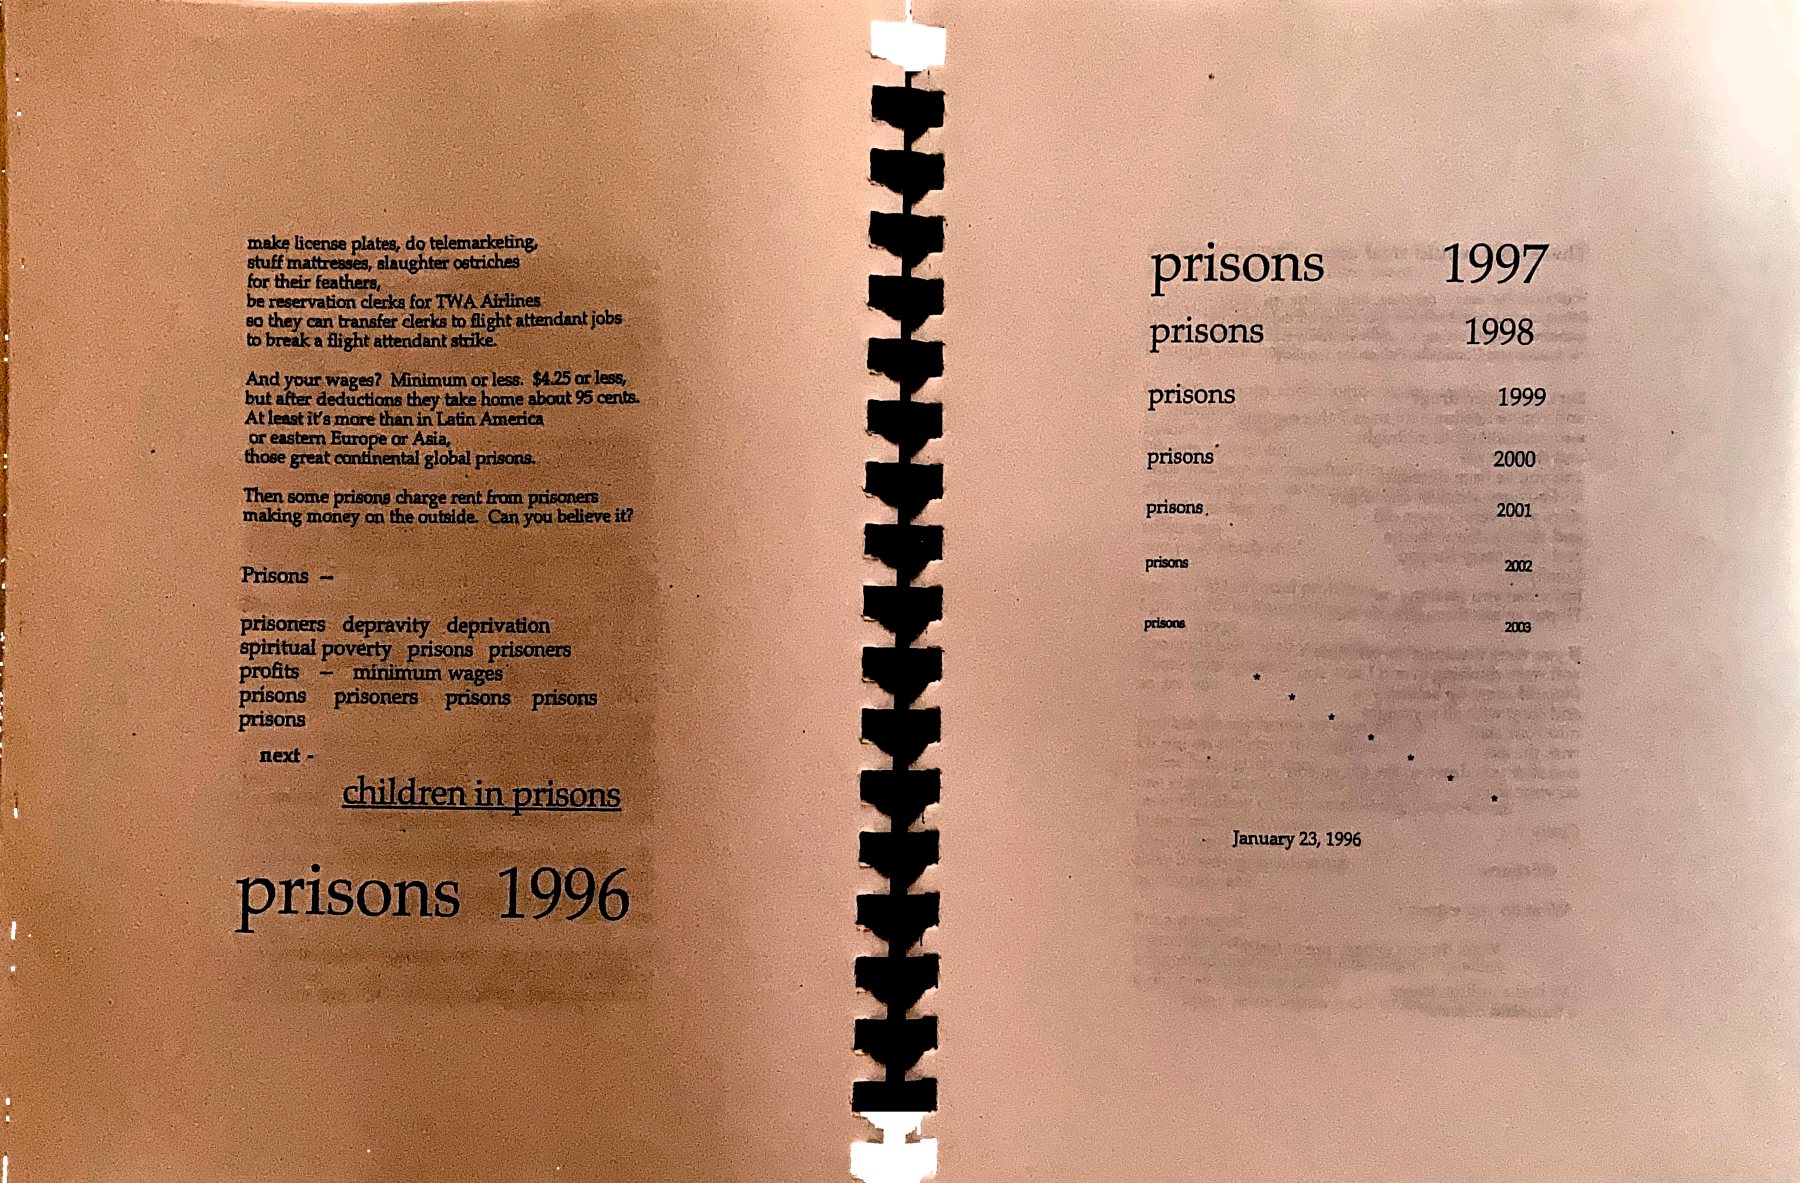 make license plates, do telemarketing,
stuff mattresses, slaughter ostriches
for their feathers,
be reservation clerks for TWA Airlines
so they can transfer clerks to flight attendant jobs
to break a flight attendant strike.
And your wages? Minimum or less. $4.25 or less,
but after deductions they take home about 95 cents.
At least it's more than in Latin America
or eastern Europe or Asia,
those great continental global prisons.
Then some prisons charge rent from prisoners
making money on the outside. Can you believe it?
Prisons –
prisoners depravity deprivation
spiritual poverty prisons prisoners
profits – minimum wages
prisons prisoners prisons prisons
prisons
next -
children in prisons
prisons 1996
prisons 1997
prisons 1998
prisons 1999
prisons 2000
prisons 2001
prisons 2002
prisons 2003
January 23, 1996